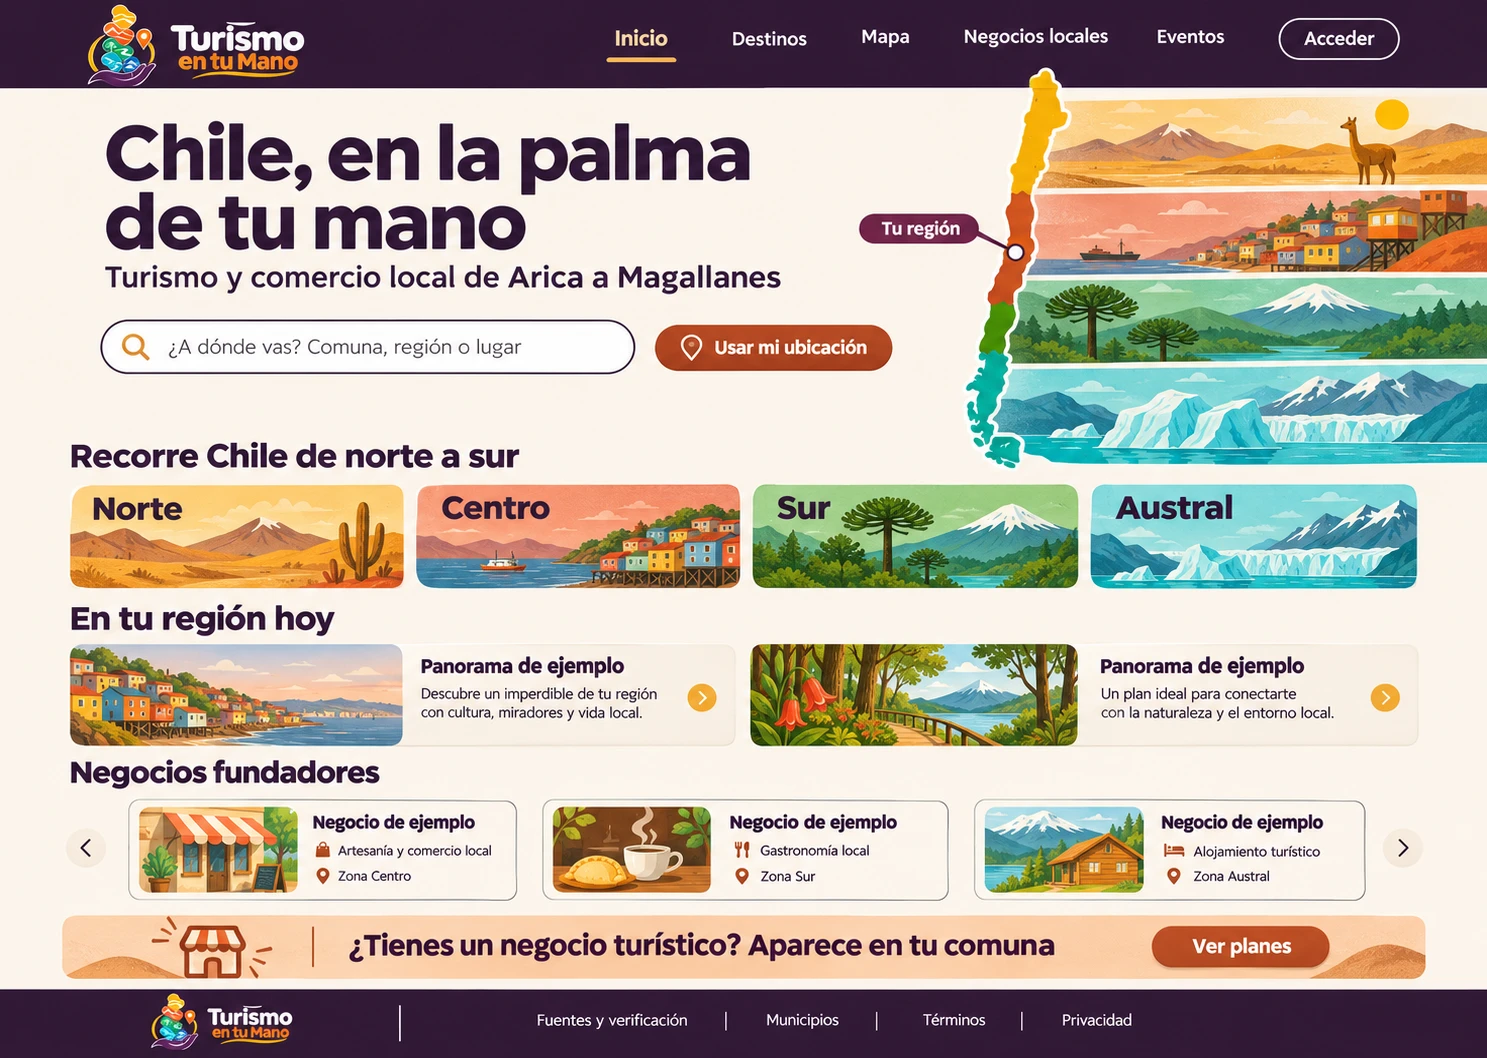 Turismo
en tu Mano
Inicio
Destinos
Mapa
Negocios locales
Eventos
Acceder
Chile, en la palma
de tu mano
Turismo y comercio local de Arica a Magallanes
¿A dónde vas? Comuna, región o lugar
Usar mi ubicación
Tu región
Recorre Chile de norte a sur
Norte
Centro
Sur
Austral
En tu región hoy
Panorama de ejemplo
Descubre un imperdible de tu región
con cultura, miradores y vida local.
Panorama de ejemplo
Un plan ideal para conectarte
con la naturaleza y el entorno local.
Negocios fundadores
Negocio de ejemplo
Artesanía y comercio local
Zona Centro
Negocio de ejemplo
Gastronomía local
Zona Sur
Negocio de ejemplo
Alojamiento turístico
Zona Austral
¿Tienes un negocio turístico? Aparece en tu comuna
Ver planes
Turismo
en tu Mano
Fuentes y verificación
Municipios
Términos
Privacidad